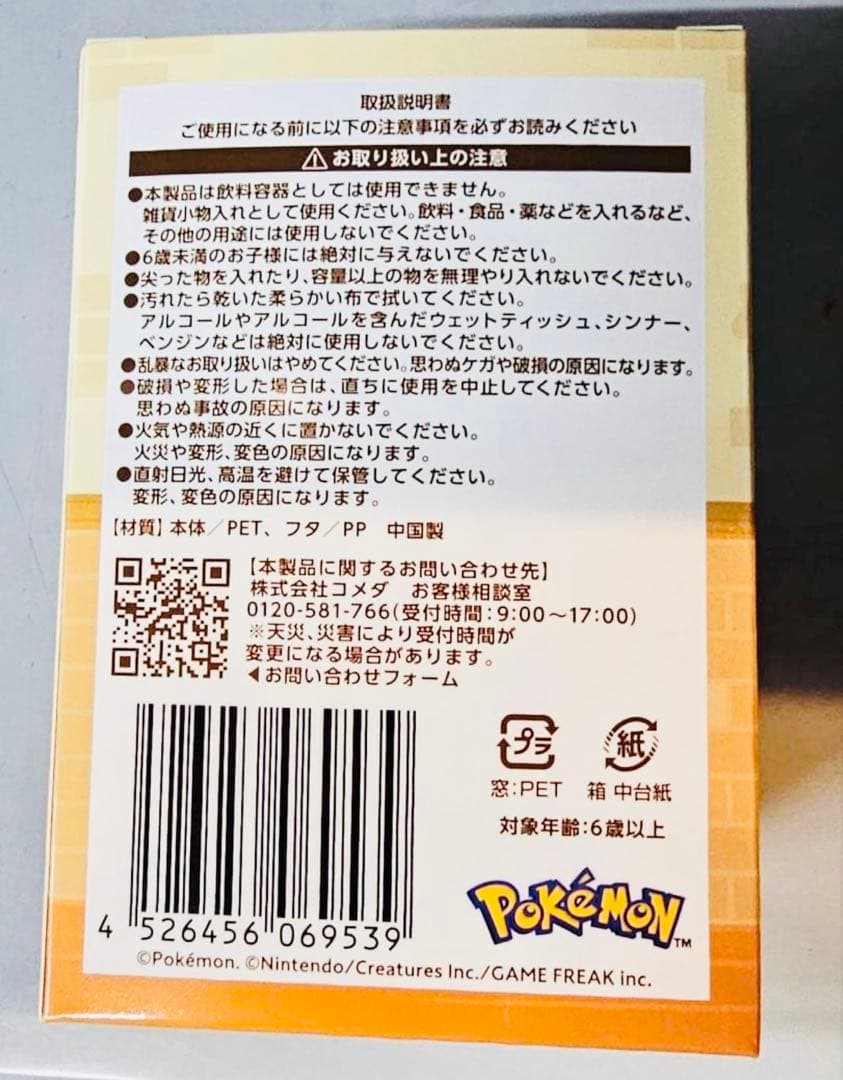 取扱説明書
ご使用になる前に以下の注意事項を必ずお読みください
⚠お取り扱い上の注意
●本製品は飲料容器としては使用できません。
雑貨小物入れとして使用ください。飲料・食品・薬などを入れるなど、
その他の用途には使用しないでください。
●6歳未満のお子様には絶対に与えないでください。
●尖った物を入れたり、容量以上の物を無理やり入れないでください。
●汚れたら乾いた柔らかい布で拭いてください。
アルコールやアルコールを含んだウェットティッシュ、シンナー、
ベンジンなどは絶対に使用しないでください。
●乱暴なお取り扱いはやめてください。思わぬケガや破損の原因になります。
●破損や変形した場合は、直ちに使用を中止してください。
思わぬ事故の原因になります。
●火気や熱源の近くに置かないでください。
火災や変形、変色の原因になります。
●直射日光、高温を避けて保管してください。
変形、変色の原因になります。
【材質】本体/PET、フタ/PP 中国製
【本製品に関するお問い合わせ先】
株式会社コメダ お客様相談室
0120-581-766(受付時間:9:00~17:00)
※天災、災害により受付時間が
変更になる場合があります。
◀お問い合わせフォーム
プラ
紙
窓:PET
箱 中台紙
対象年齢:6歳以上
POKéMON™
4 526456 069539
©Pokémon. ©Nintendo/Creatures Inc./GAME FREAK inc.